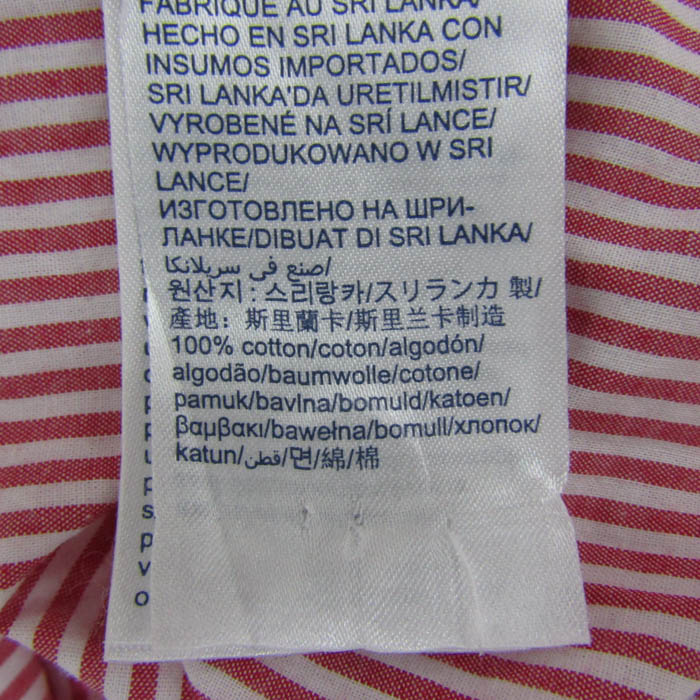 FABRIQUÉ AU SRI LANKA/
HECHO EN SRI LANKA CON
INSUMOS IMPORTADOS/
SRI LANKA'DA URETILMISTIR/
VYROBENÉ NA SRÍ LANCE/
WYPRODUKOWANO W SRI
LANCE/
ИЗГОТОВЛЕНО НА ШРИ-
ЛАНКЕ/DIBUAT DI SRI LANKA/
صنع في سريلانكا/
원산지 : 스리랑카/スリランカ 製/
產地: 斯里蘭卡/斯里兰卡制造
100% cotton/coton/algodón/
algodão/baumwolle/cotone/
pamuk/bavlna/bomuld/katoen/
βαμβακι/bawełna/bomull/хлопок/
katun/قطن/면/綿/棉